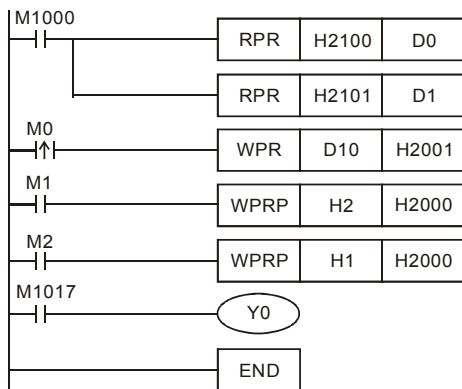 M1000
RPR H2100 D0
RPR H2101 D1
M0
WPR D10 H2001
M1
WPRP H2 H2000
M2
WPRP H1 H2000
M1017
Y0
END